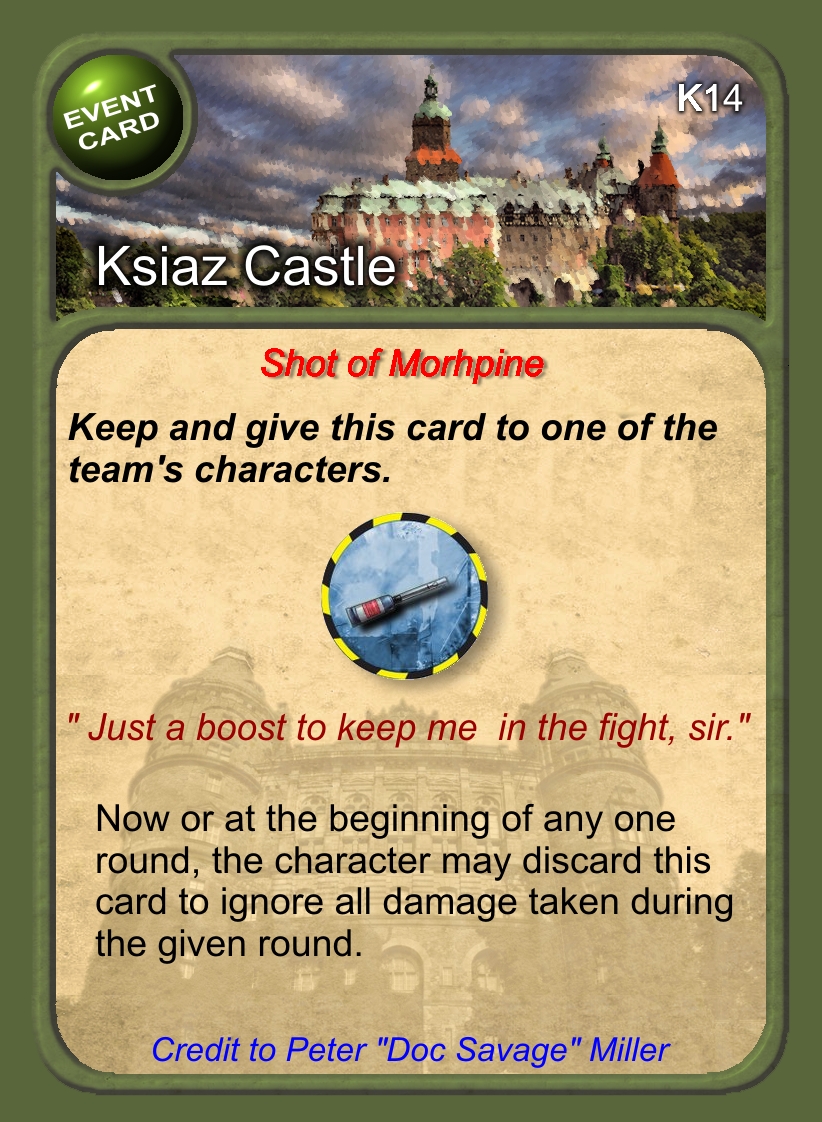 EVENT
CARD
K14
Ksiaz Castle
Shot of Morhpine
Keep and give this card to one of the
team's characters.
" Just a boost to keep me  in the fight, sir."
Now or at the beginning of any one
round, the character may discard this
card to ignore all damage taken during
the given round.
Credit to Peter "Doc Savage" Miller